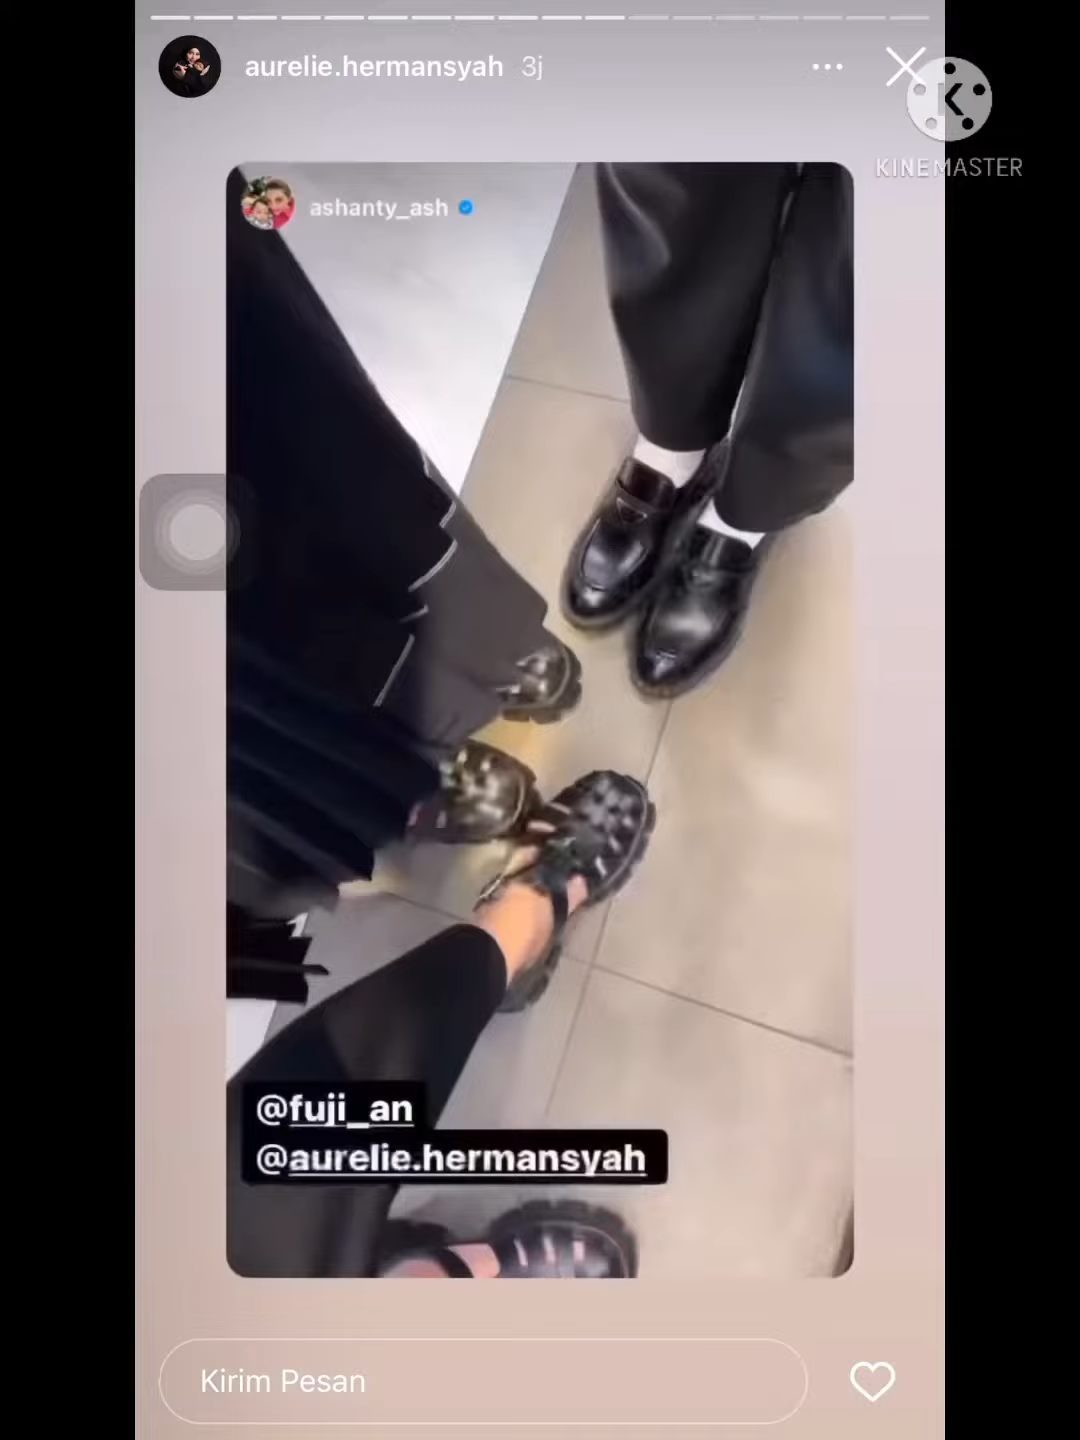 aurelie.hermansyah 3j
K
KINEMASTER
ashanty_ash
@fuji_an
@aurelie.hermansyah
Kirim Pesan